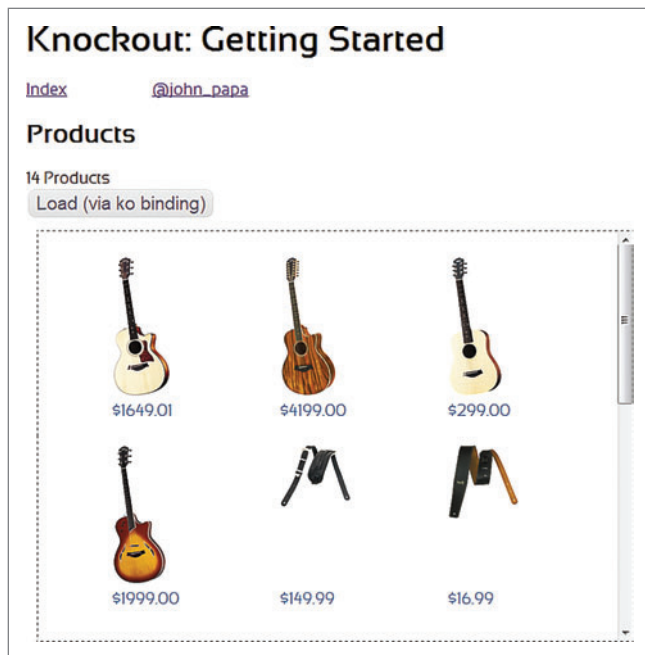 Knockout: Getting Started
Index @john_papa
Products
14 Products
Load (via ko binding)
$1649.01 $4199.00 $299.00
$1999.00 $149.99 $16.99